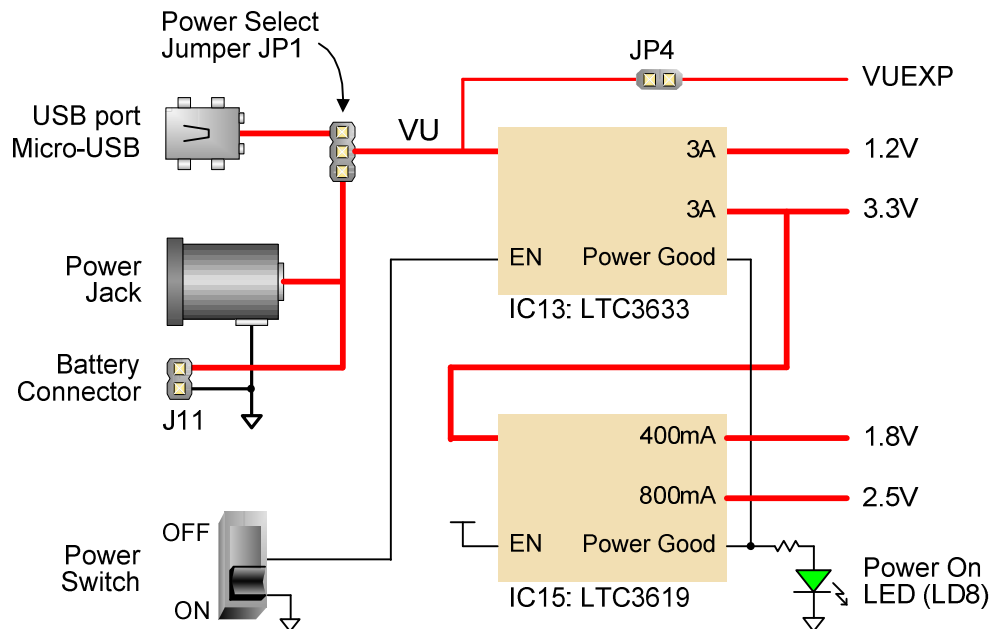 Power Select
Jumper JP1
JP4
VUEXP
USB port
Micro-USB
VU
3A
1.2V
3A
3.3V
EN
Power Good
IC13: LTC3633
Power
Jack
Battery
Connector
J11
400mA
1.8V
800mA
2.5V
EN
Power Good
IC15: LTC3619
OFF
Power
Switch
ON
Power On
LED (LD8)